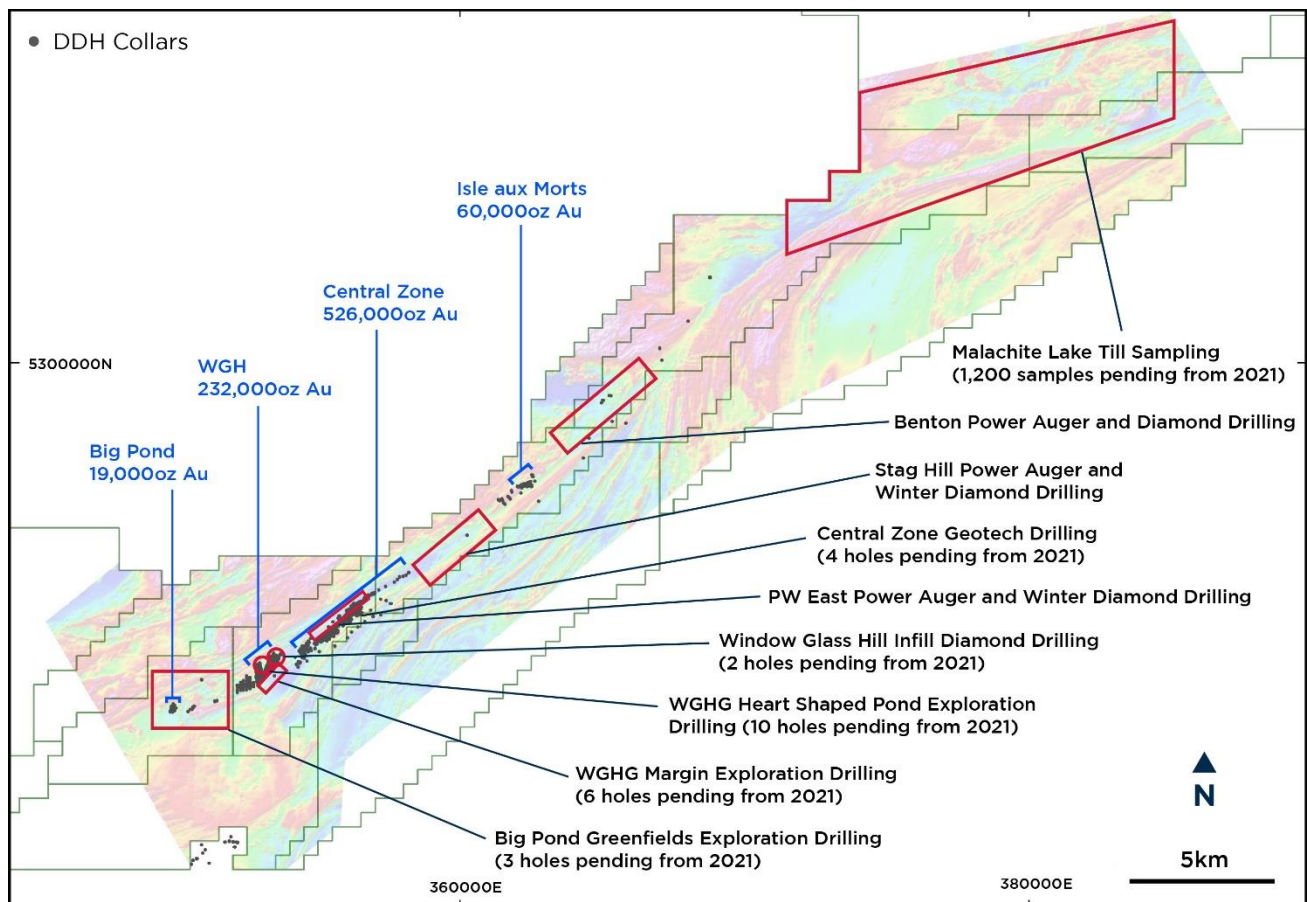 DDH Collars
Isle aux Morts
60,000oz Au
Central Zone
526,000oz Au
WGH
232,000oz Au
Big Pond
19,000oz Au
5300000N
Malachite Lake Till Sampling
(1,200 samples pending from 2021)
Benton Power Auger and Diamond Drilling
Stag Hill Power Auger and
Winter Diamond Drilling
Central Zone Geotech Drilling
(4 holes pending from 2021)
PW East Power Auger and Winter Diamond Drilling
Window Glass Hill Infill Diamond Drilling
(2 holes pending from 2021)
WGHG Heart Shaped Pond Exploration
Drilling (10 holes pending from 2021)
WGHG Margin Exploration Drilling
(6 holes pending from 2021)
Big Pond Greenfields Exploration Drilling
(3 holes pending from 2021)
N
5km
360000E
380000E